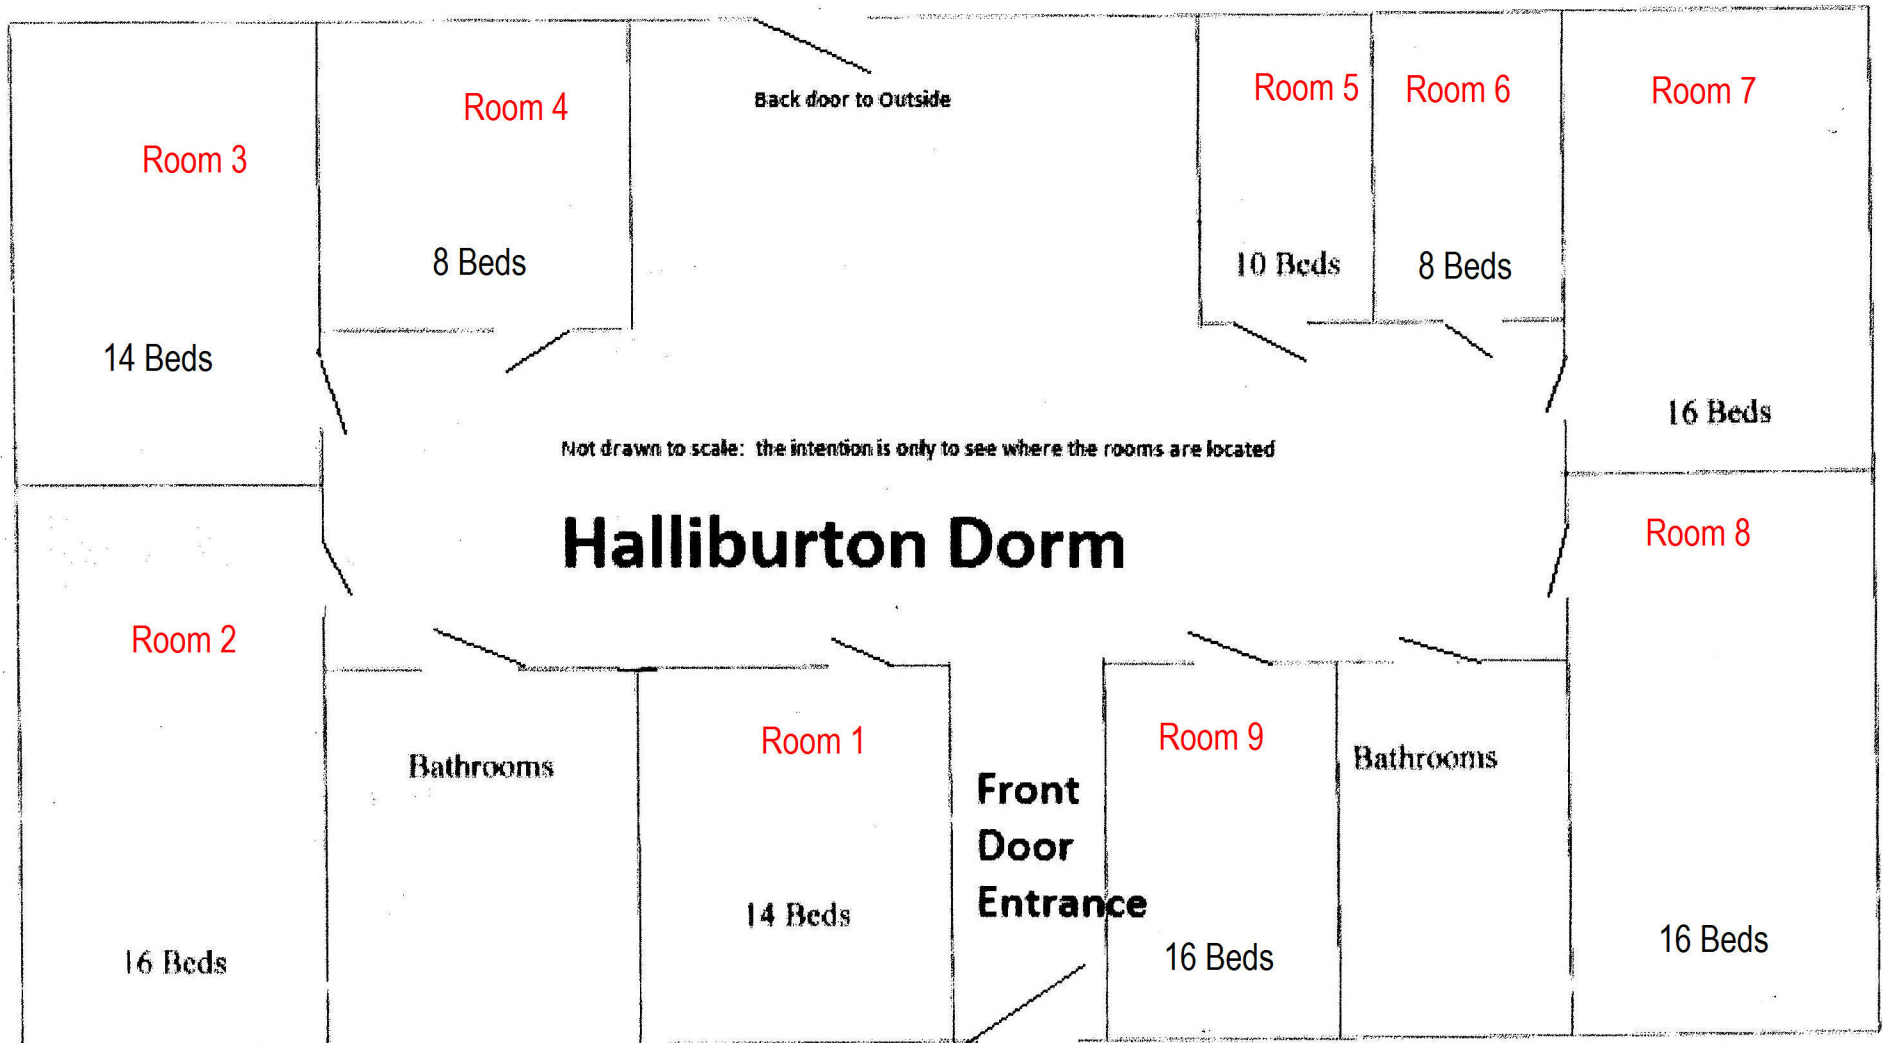 Room 3
Room 4
Back door to Outside
Room 5
Room 6
Room 7
8 Beds
10 Beds
8 Beds
14 Beds
16 Beds
Not drawn to scale: the intention is only to see where the rooms are located
Halliburton Dorm
Room 8
Room 2
Bathrooms
Room 1
Front
Door
Entrance
Room 9
Bathrooms
16 Beds
14 Beds
16 Beds
16 Beds